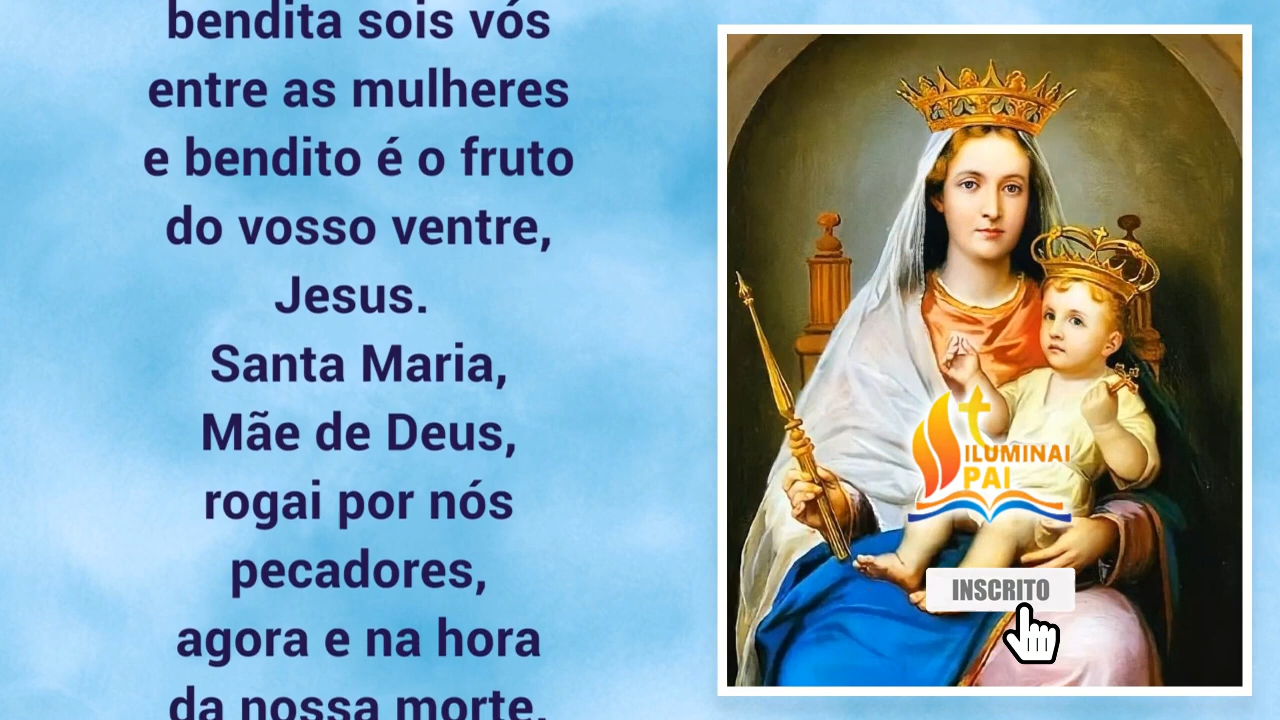 bendita sois vós
entre as mulheres
e bendito é o fruto
do vosso ventre,
Jesus.
Santa Maria,
Mãe de Deus,
rogai por nós
pecadores,
agora e na hora
da nossa morte.
ILUMINAI
PAI
INSCRITO